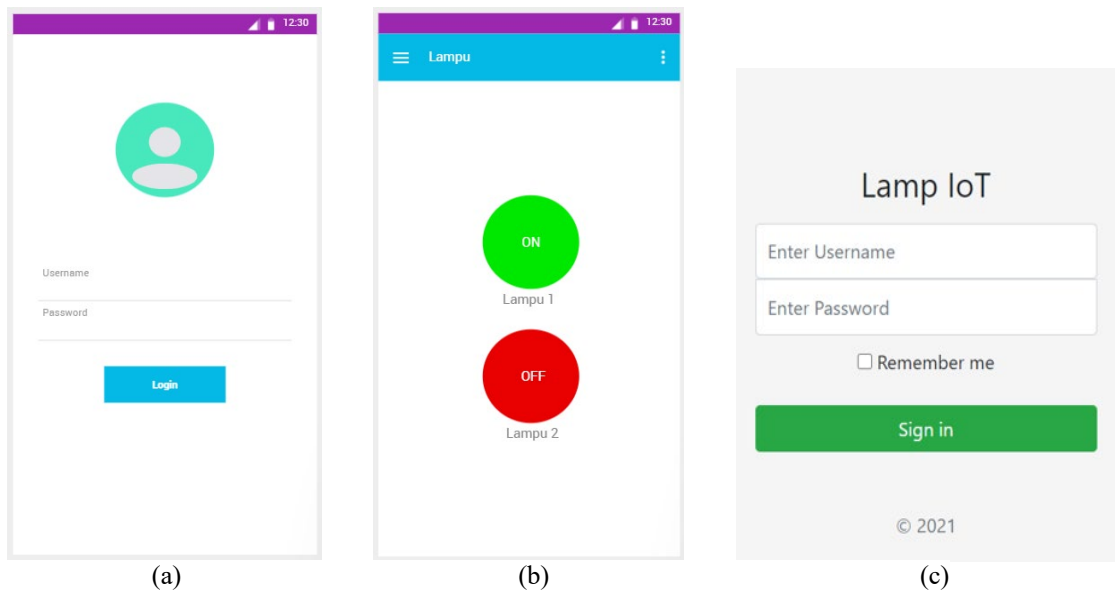 12:30
Username
Password
Login
(a)
12:30
Lampu
ON
Lampu 1
OFF
Lampu 2
(b)
Lamp IoT
Enter Username
Enter Password
Remember me
Sign in
© 2021
(c)